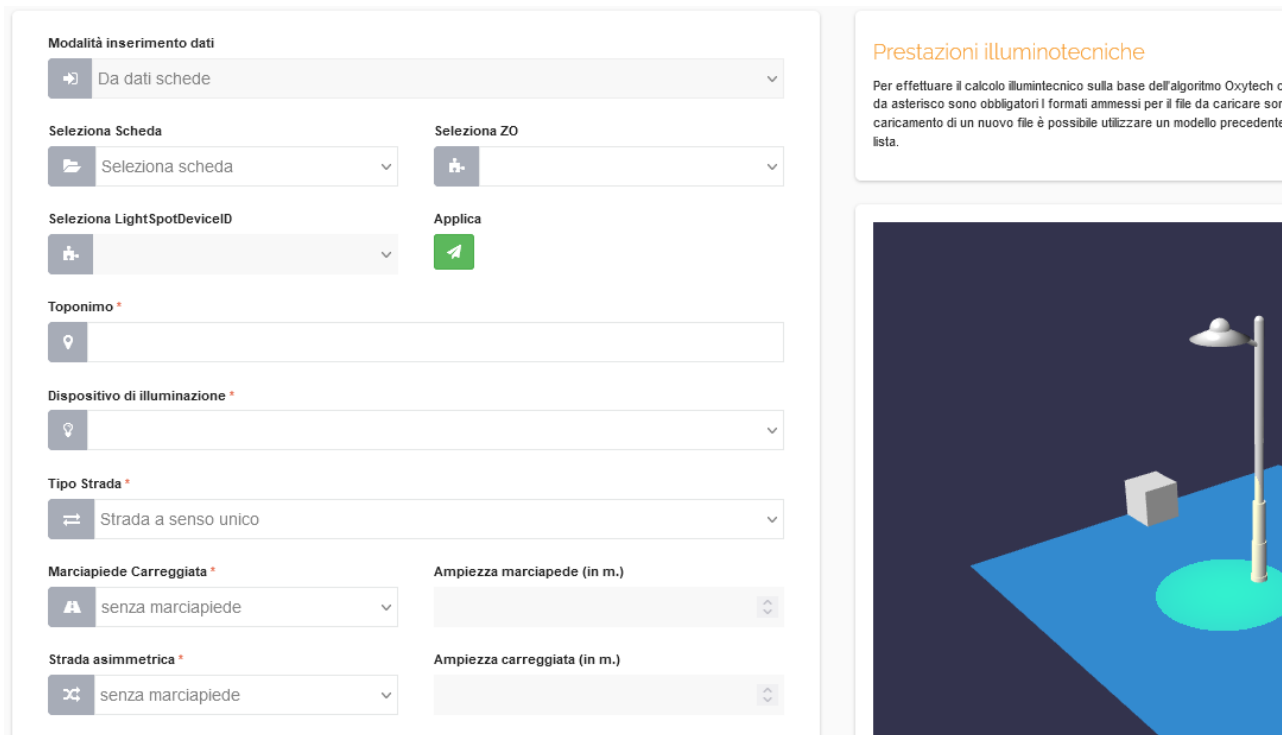 Modalità inserimento dati
Da dati schede
Seleziona Scheda
Seleziona scheda
Seleziona ZO
Seleziona LightSpotDeviceID
Applica
Toponimo *
Dispositivo di illuminazione *
Tipo Strada *
Strada a senso unico
Marciapiede Carreggiata *
senza marciapiede
Ampiezza marciapede (in m.)
Strada asimmetrica *
senza marciapiede
Ampiezza carreggiata (in m.)
Prestazioni illuminotecniche
Per effettuare il calcolo illumintecnico sulla base dell'algoritmo Oxytech
da asterisco sono obbligatori I formati ammessi per il file da caricare
caricamento di un nuovo file è possibile utilizzare un modello
lista.